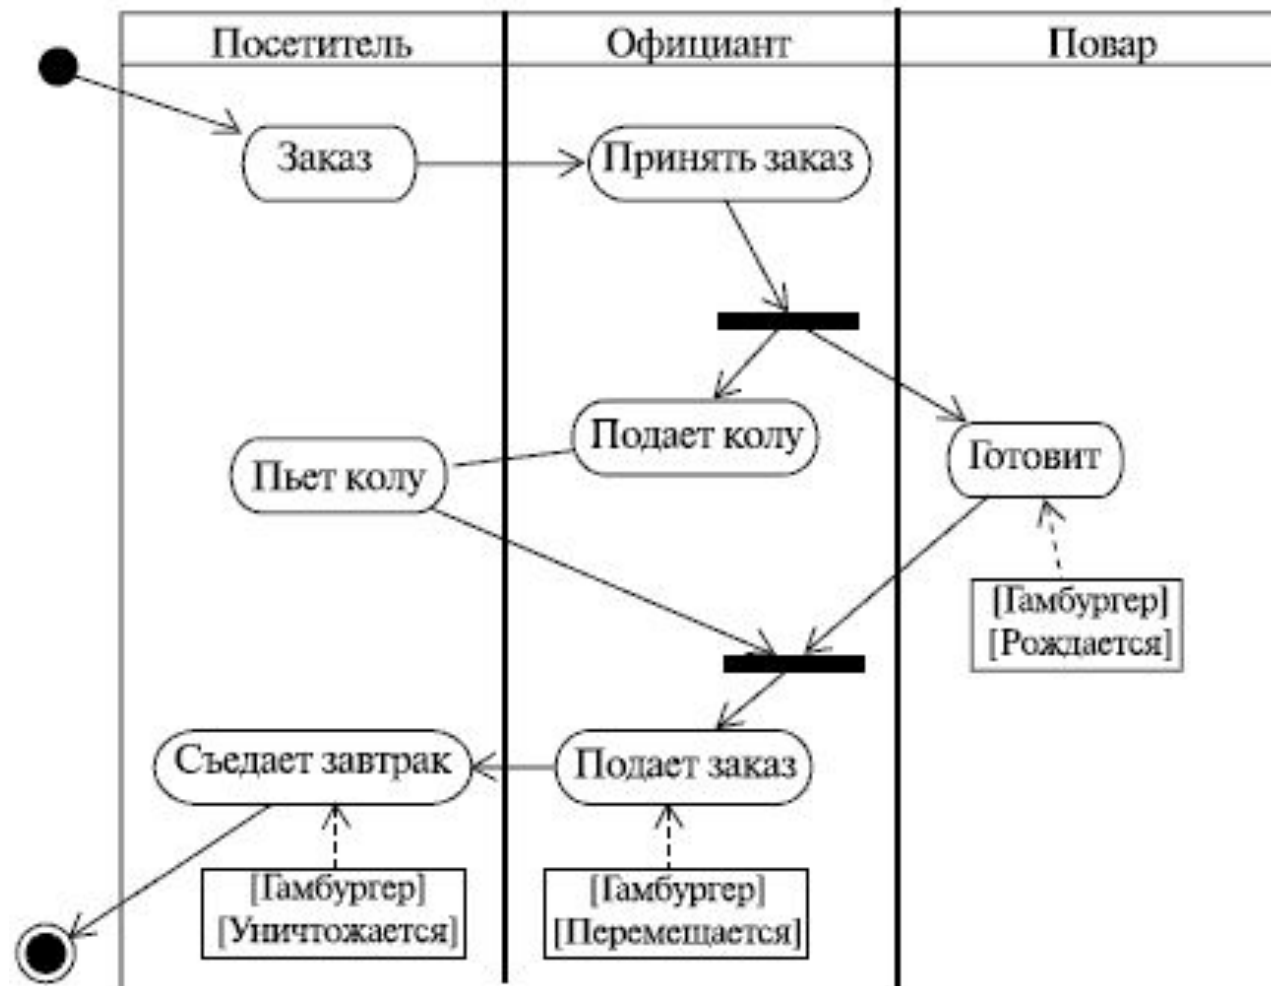 Посетитель
Официант
Повар
Заказ
Принять заказ
Подает колу
Пьет колу
Готовит
[Гамбургер]
[Рождается]
Съедает завтрак
Подает заказ
[Гамбургер]
[Уничтожается]
[Гамбургер]
[Перемещается]